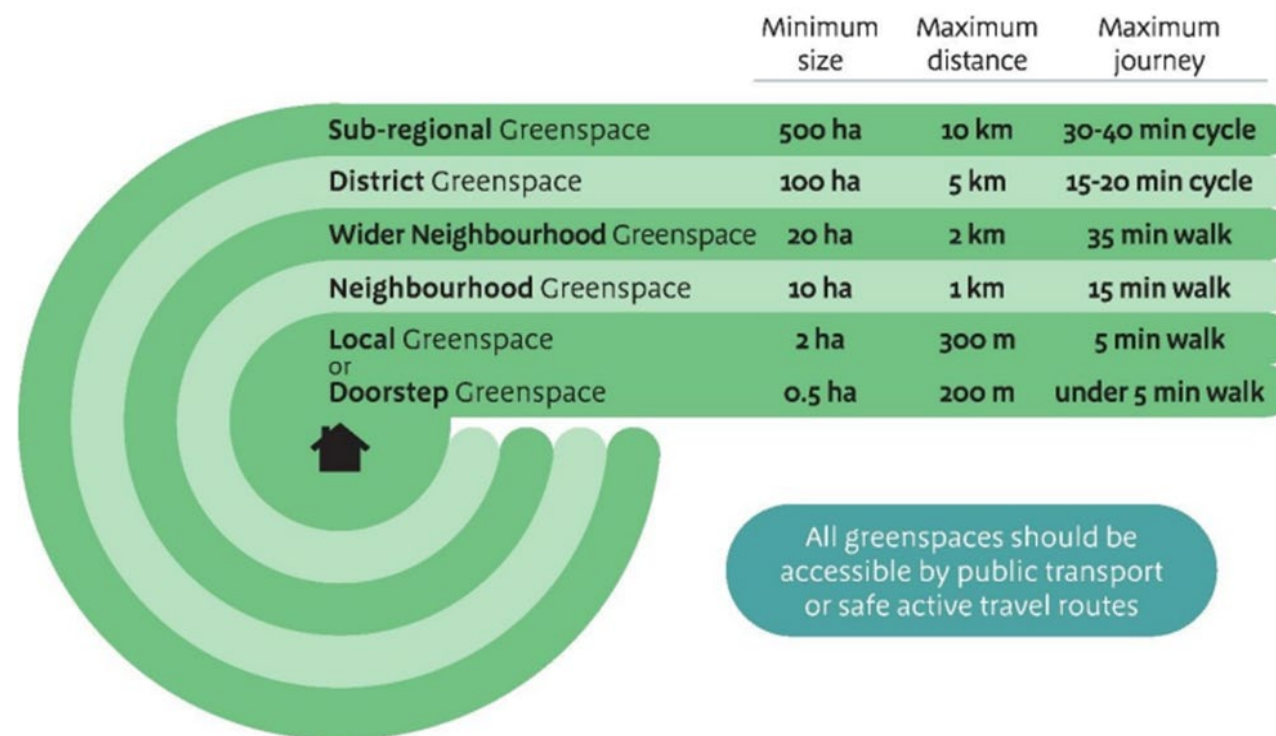 Minimum size Maximum distance Maximum journey
Sub-regional Greenspace 500 ha 10 km 30-40 min cycle
District Greenspace 100 ha 5 km 15-20 min cycle
Wider Neighbourhood Greenspace 20 ha 2 km 35 min walk
Neighbourhood Greenspace 10 ha 1 km 15 min walk
Local Greenspace 2 ha 300 m 5 min walk
or
Doorstep Greenspace 0.5 ha 200 m under 5 min walk
All greenspaces should be
accessible by public transport
or safe active travel routes